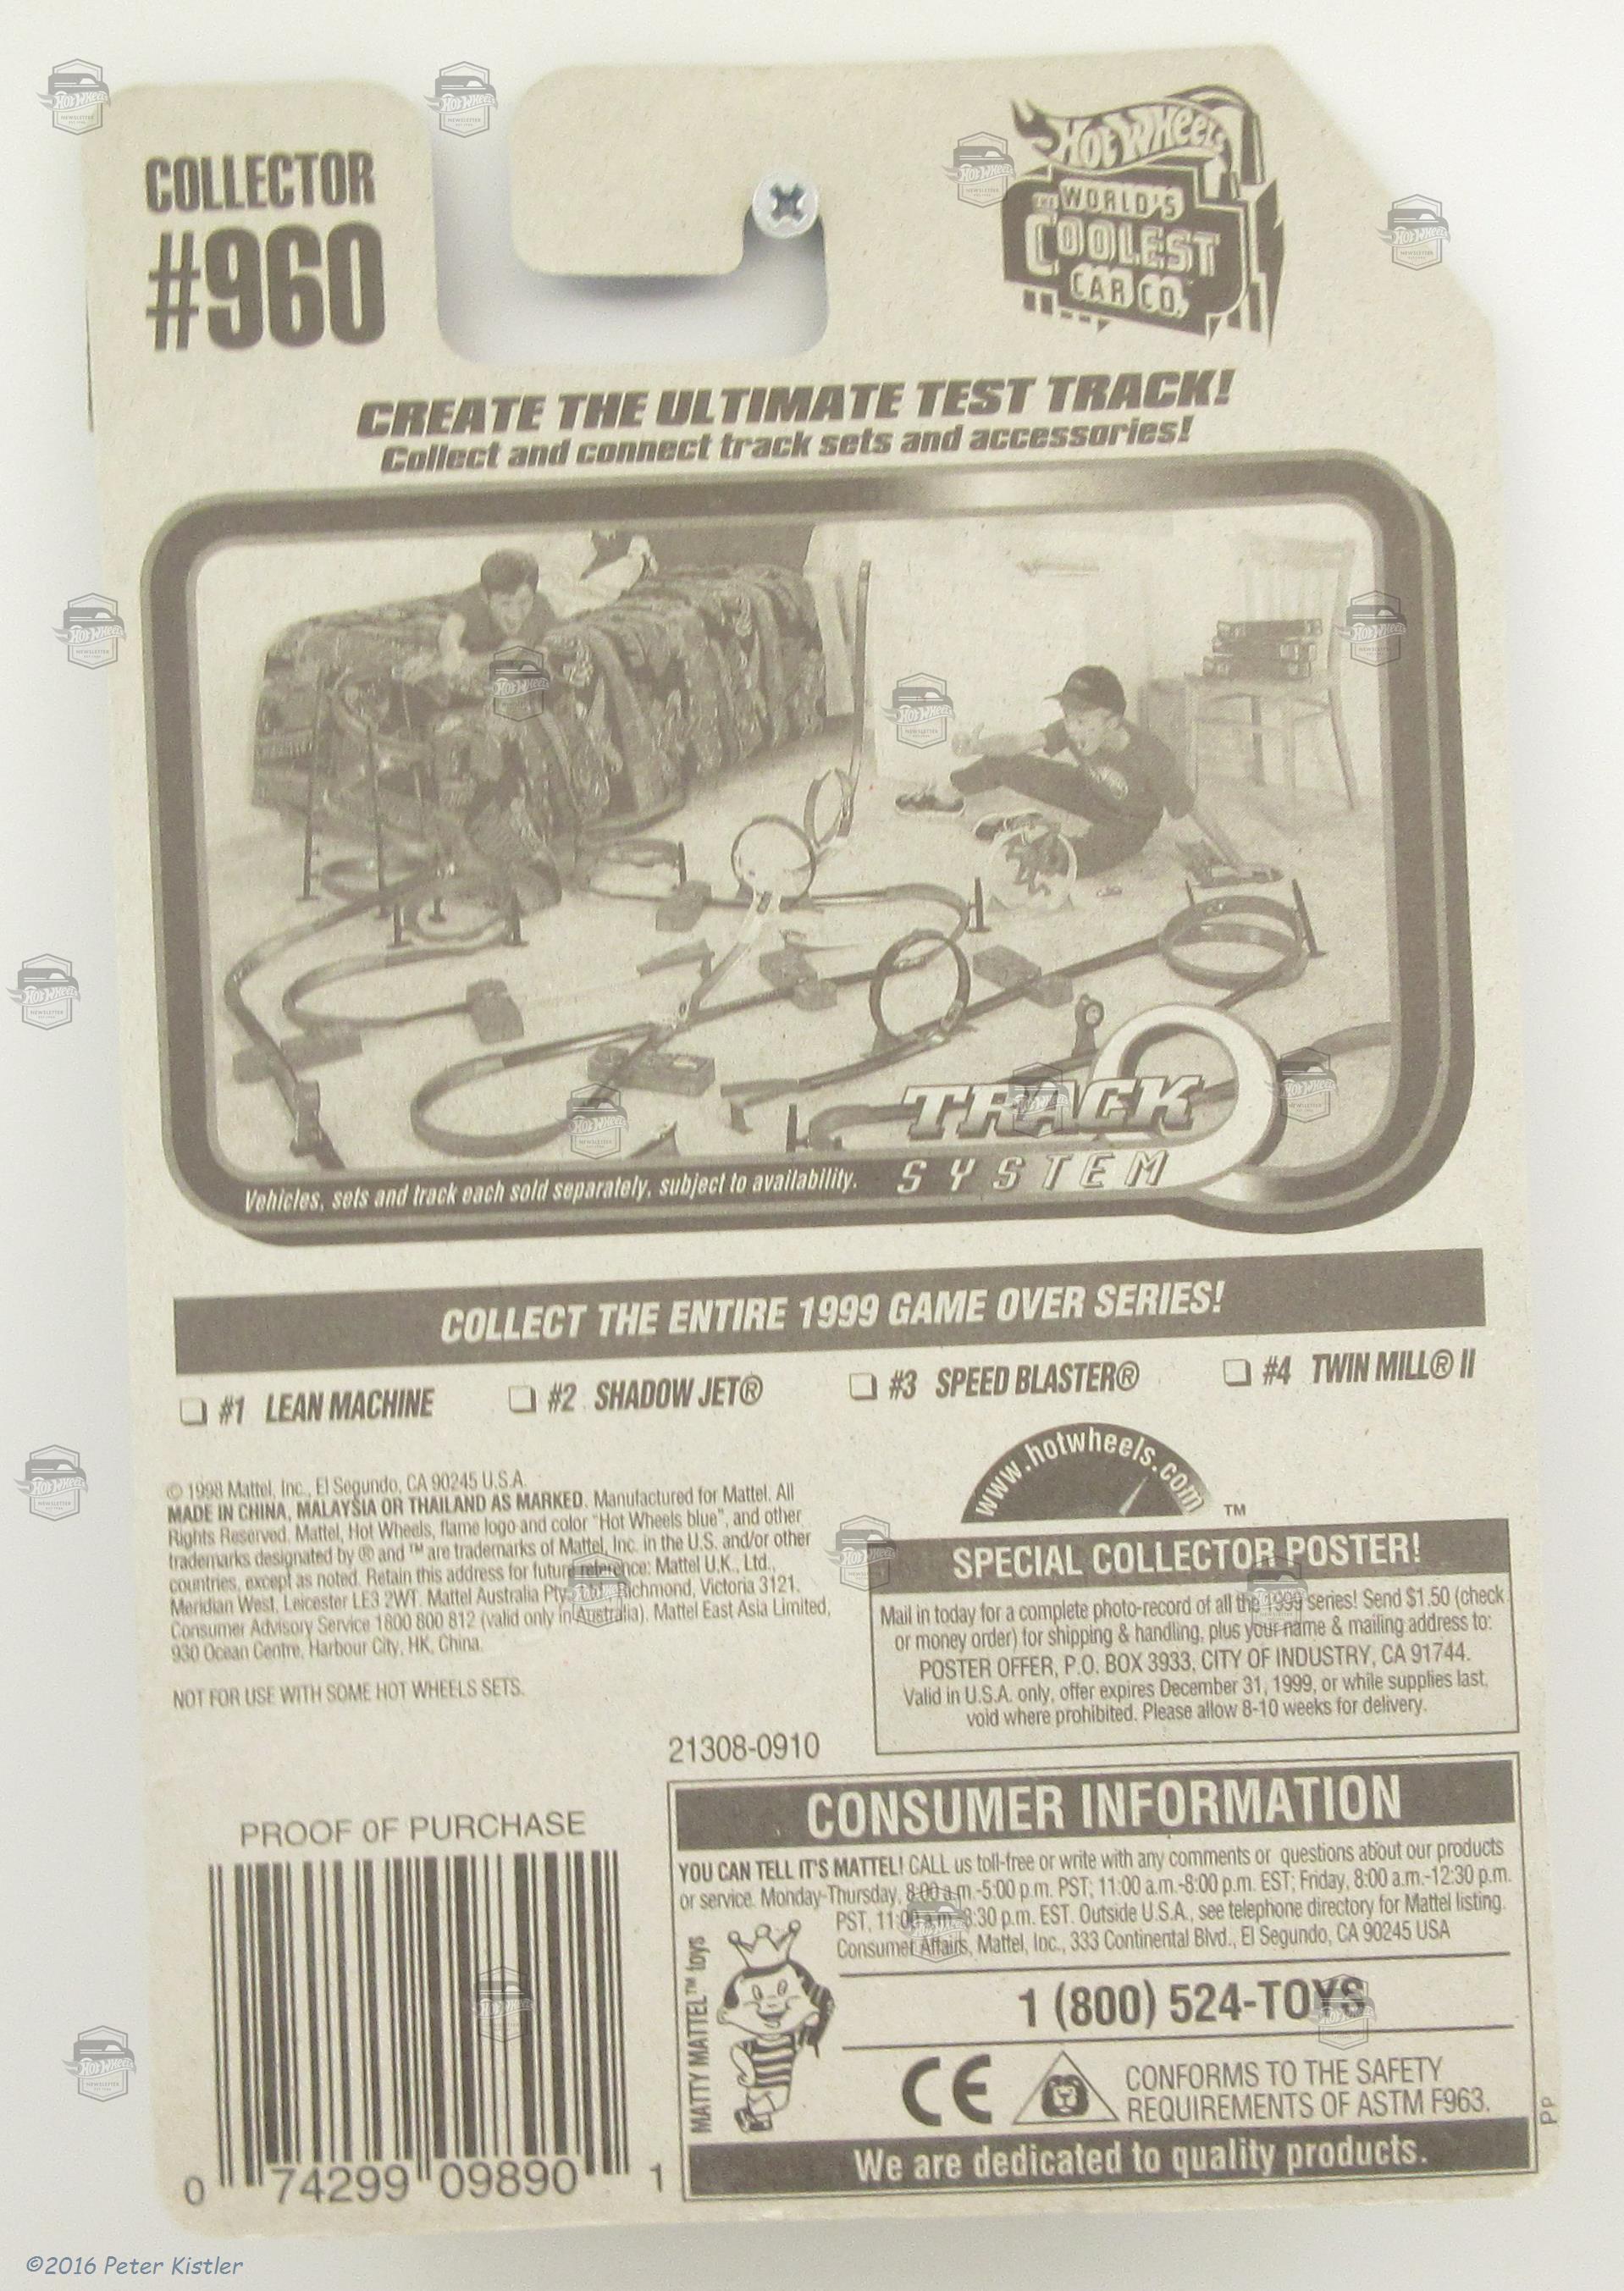 COLLECTOR
#960
HOT WHEELS
THE WORLD'S
COOLEST
CAR CO.
CREATE THE ULTIMATE TEST TRACK!
Collect and connect track sets and accessories!
TRACK
SYSTEM
Vehicles, sets and track each sold separately, subject to availability.
COLLECT THE ENTIRE 1999 GAME OVER SERIES!
#1 LEAN MACHINE #2 SHADOW JET® #3 SPEED BLASTER® #4 TWIN MILL® II
© 1998 Mattel, Inc., El Segundo, CA 90245 U.S.A.
MADE IN CHINA, MALAYSIA OR THAILAND AS MARKED. Manufactured for Mattel. All
Rights Reserved. Mattel, Hot Wheels, flame logo and color "Hot Wheels blue", and other
trademarks designated by ® and ™ are trademarks of Mattel, Inc. in the U.S. and/or other
countries, except as noted. Retain this address for future reference: Mattel U.K., Ltd.,
Meridian West, Leicester LE3 2WT. Mattel Australia Pty., Ltd., Richmond, Victoria 3121.
Consumer Advisory Service 1800 800 812 (valid only in Australia). Mattel East Asia Limited,
930 Ocean Centre, Harbour City, HK, China.
NOT FOR USE WITH SOME HOT WHEELS SETS.
www.hotwheels.com ™
SPECIAL COLLECTOR POSTER!
Mail in today for a complete photo-record of all the 1999 series! Send $1.50 (check
or money order) for shipping & handling, plus your name & mailing address to:
POSTER OFFER, P.O. BOX 3933, CITY OF INDUSTRY, CA 91744.
Valid in U.S.A. only, offer expires December 31, 1999, or while supplies last,
void where prohibited. Please allow 8-10 weeks for delivery.
21308-0910
PROOF OF PURCHASE
0 74299 09890 1
CONSUMER INFORMATION
YOU CAN TELL IT'S MATTEL! CALL us toll-free or write with any comments or questions about our products
or service. Monday-Thursday, 8:00 a.m.-5:00 p.m. PST; 11:00 a.m.-8:00 p.m. EST; Friday, 8:00 a.m.-12:30 p.m.
PST, 11:00 a.m.-3:30 p.m. EST. Outside U.S.A., see telephone directory for Mattel listing.
Consumer Affairs, Mattel, Inc., 333 Continental Blvd., El Segundo, CA 90245 USA
MATTY MATTEL™ toys
1 (800) 524-TOYS
CE
CONFORMS TO THE SAFETY
REQUIREMENTS OF ASTM F963.
We are dedicated to quality products.
Pp
©2016 Peter Kistler
HOT WHEELS
NEWSLETTER